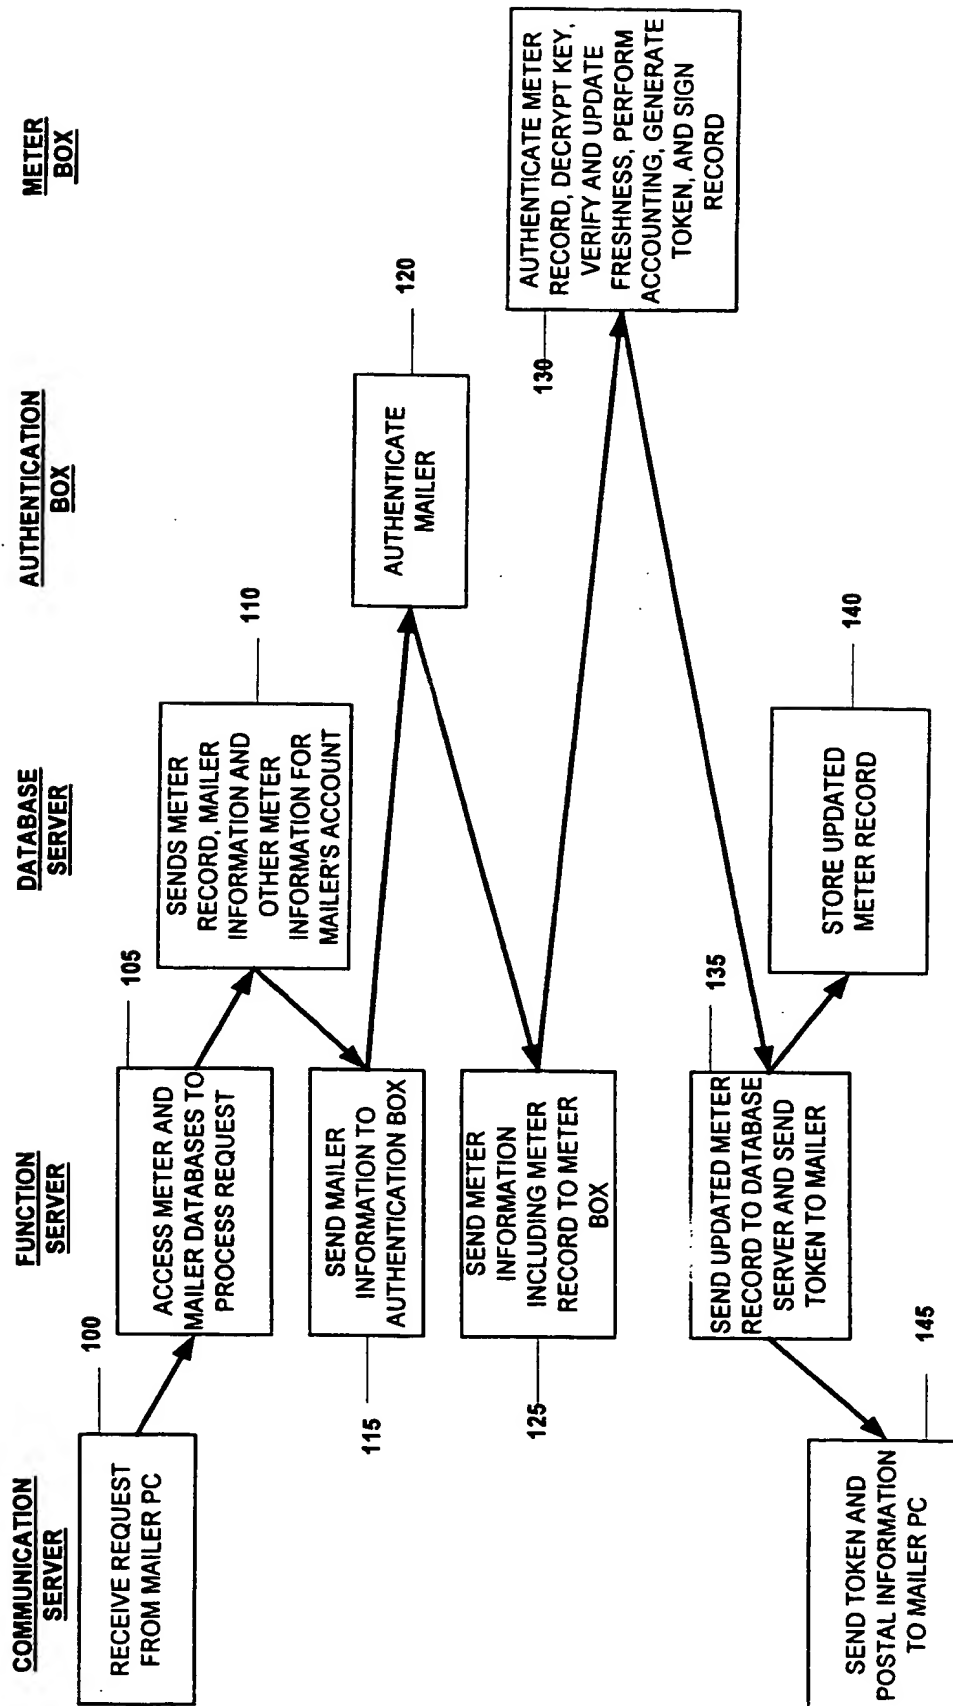 COMMUNICATION
SERVER
FUNCTION
SERVER
DATABASE
SERVER
AUTHENTICATION
BOX
METER
BOX
100
RECEIVE REQUEST
FROM MAILER PC
105
ACCESS METER AND
MAILER DATABASES TO
PROCESS REQUEST
110
SENDS METER
RECORD, MAILER
INFORMATION AND
OTHER METER
INFORMATION FOR
MAILER'S ACCOUNT
115
SEND MAILER
INFORMATION TO
AUTHENTICATION BOX
120
AUTHENTICATE
MAILER
125
SEND METER
INFORMATION
INCLUDING METER
RECORD TO METER
BOX
130
AUTHENTICATE METER
RECORD, DECRYPT KEY,
VERIFY AND UPDATE
FRESHNESS, PERFORM
ACCOUNTING, GENERATE
TOKEN, AND SIGN
RECORD
135
SEND UPDATED METER
RECORD TO DATABASE
SERVER AND SEND
TOKEN TO MAILER
140
STORE UPDATED
METER RECORD
145
SEND TOKEN AND
POSTAL INFORMATION
TO MAILER PC